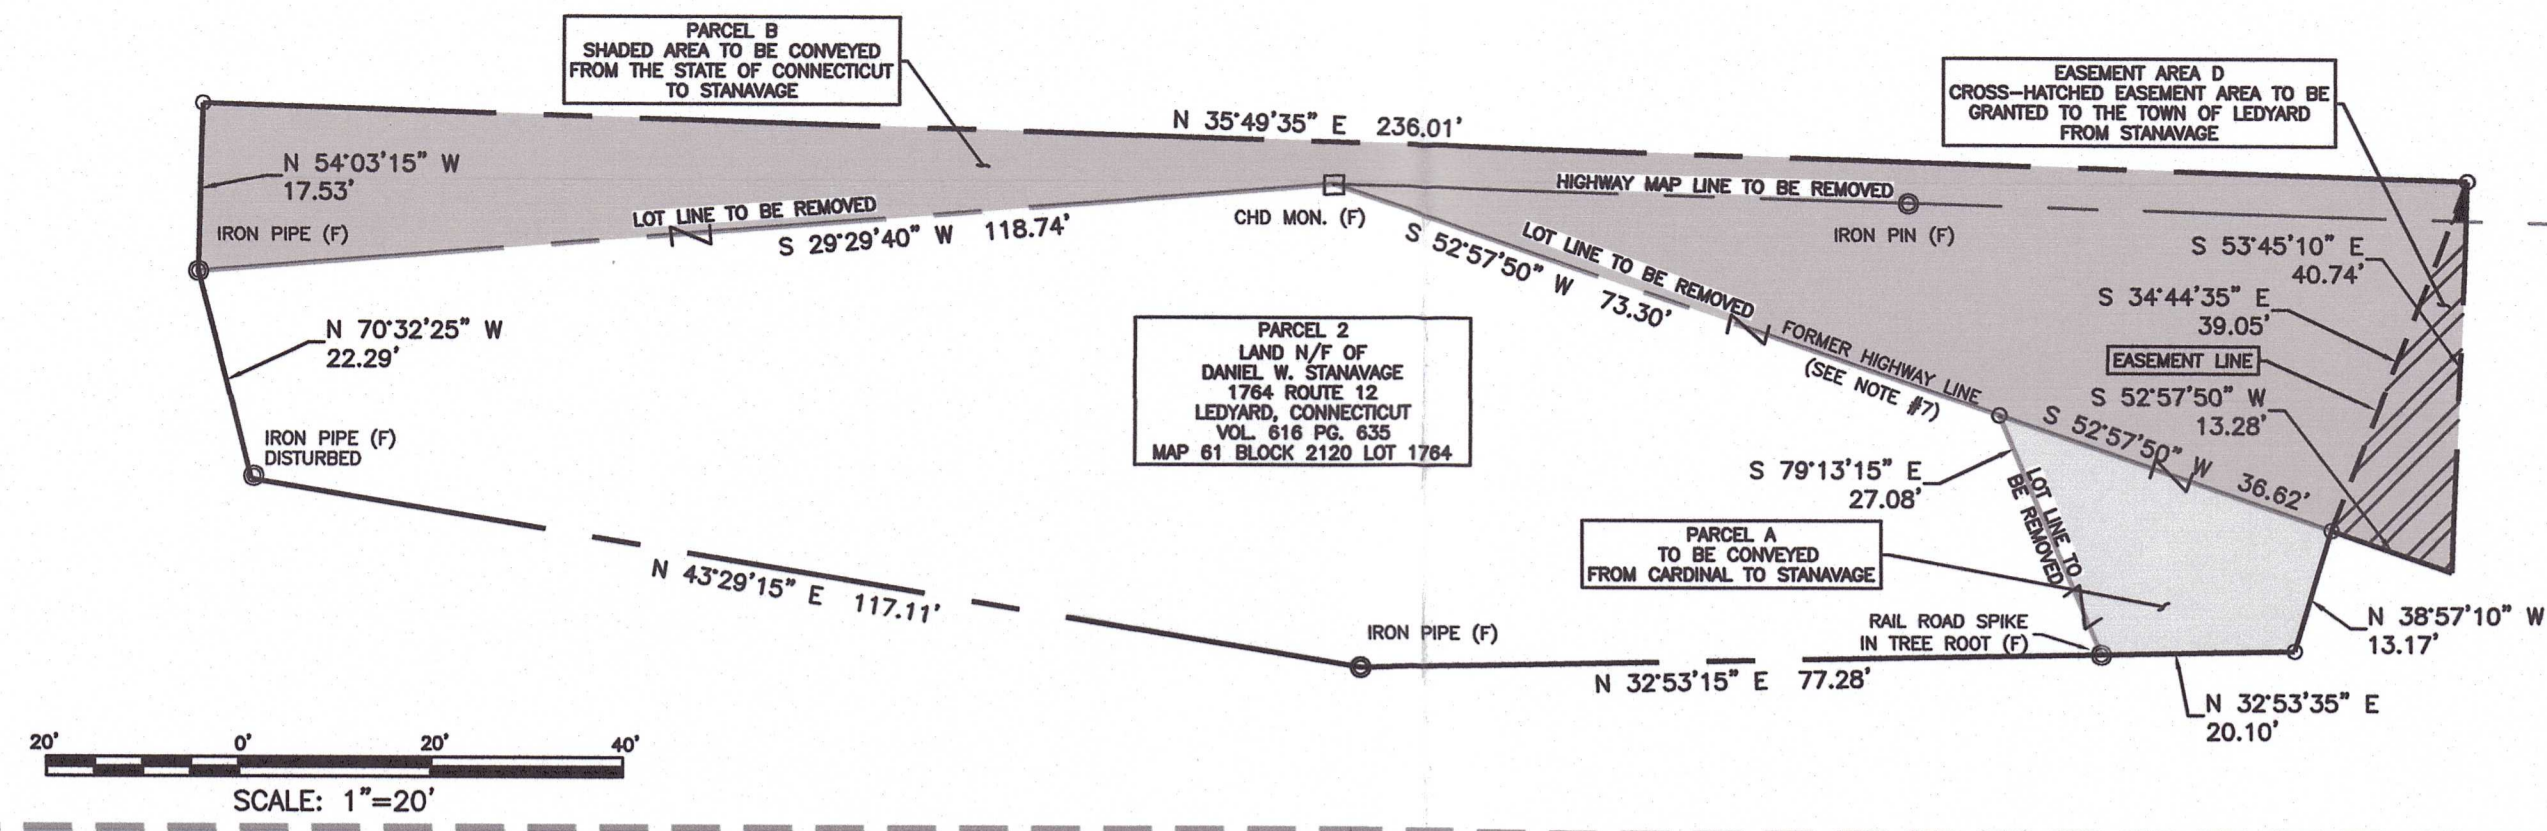 PARCEL B
SHADED AREA TO BE CONVEYED
FROM THE STATE OF CONNECTICUT
TO STANAVAGE
EASEMENT AREA D
CROSS-HATCHED EASEMENT AREA TO BE
GRANTED TO THE TOWN OF LEDYARD
FROM STANAVAGE
N 35°49'35" E 236.01'
N 54°03'15" W
17.53'
IRON PIPE (F)
LOT LINE TO BE REMOVED
S 29°29'40" W 118.74'
CHD MON. (F)
HIGHWAY MAP LINE TO BE REMOVED
IRON PIN (F)
LOT LINE TO BE REMOVED
S 52°57'50" W 73.30'
FORMER HIGHWAY LINE
(SEE NOTE #7)
S 53°45'10" E
40.74'
S 34°44'35" E
39.05'
EASEMENT LINE
S 52°57'50" W
13.28'
S 52°57'50" W 36.62'
N 70°32'25" W
22.29'
IRON PIPE (F)
DISTURBED
PARCEL 2
LAND N/F OF
DANIEL W. STANAVAGE
1764 ROUTE 12
LEDYARD, CONNECTICUT
VOL. 616 PG. 635
MAP 61 BLOCK 2120 LOT 1764
S 79°13'15" E
27.08'
LOT LINE TO
BE REMOVED
PARCEL A
TO BE CONVEYED
FROM CARDINAL TO STANAVAGE
N 43°29'15" E 117.11'
IRON PIPE (F)
RAIL ROAD SPIKE
IN TREE ROOT (F)
N 38°57'10" W
13.17'
N 32°53'15" E 77.28'
N 32°53'35" E
20.10'
20' 0' 20' 40'
SCALE: 1"=20'